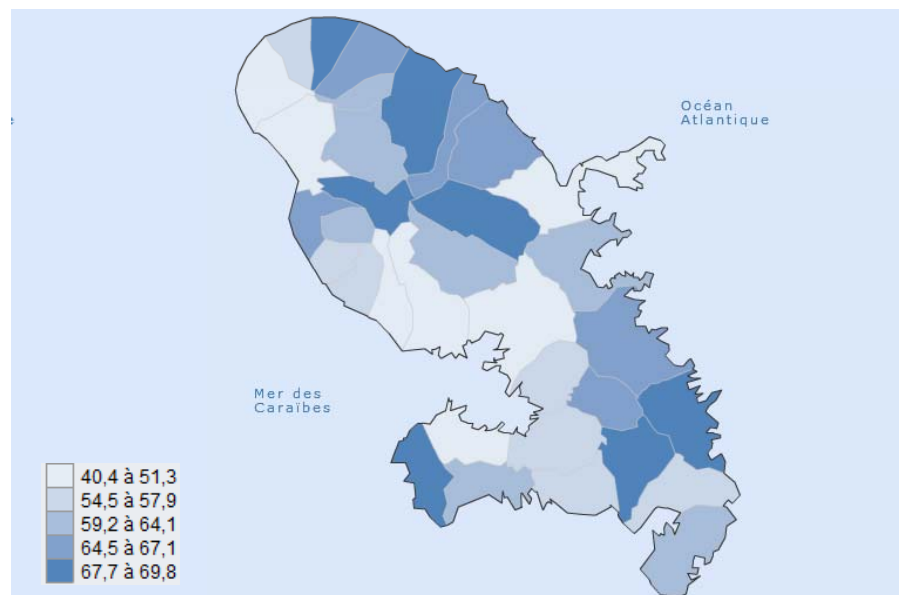 Océan
Atlantique
e
Mer des
Caraïbes
40,4 à 51,3
54,5 à 57,9
59,2 à 64,1
64,5 à 67,1
67,7 à 69,8